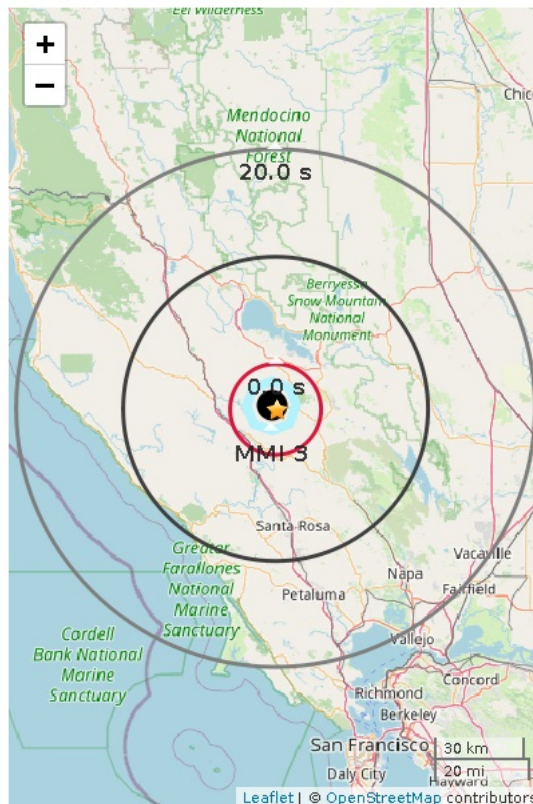 Eel Wilderness
+
−
Chic
Mendocino
National
Forest
20.0 s
Berryessa
Snow Mountain
National
Monument
0.0 s
MMI 3
Santa Rosa
Greater
Farallones
National
Marine
Sanctuary
Vacaville
Napa
Fairfield
Petaluma
Cordell
Bank National
Marine
Sanctuary
Vallejo
Concord
Richmond
Berkeley
San Francisco
30 km
Daly City
20 mi
Hayward
Leaflet | © OpenStreetMap contributors